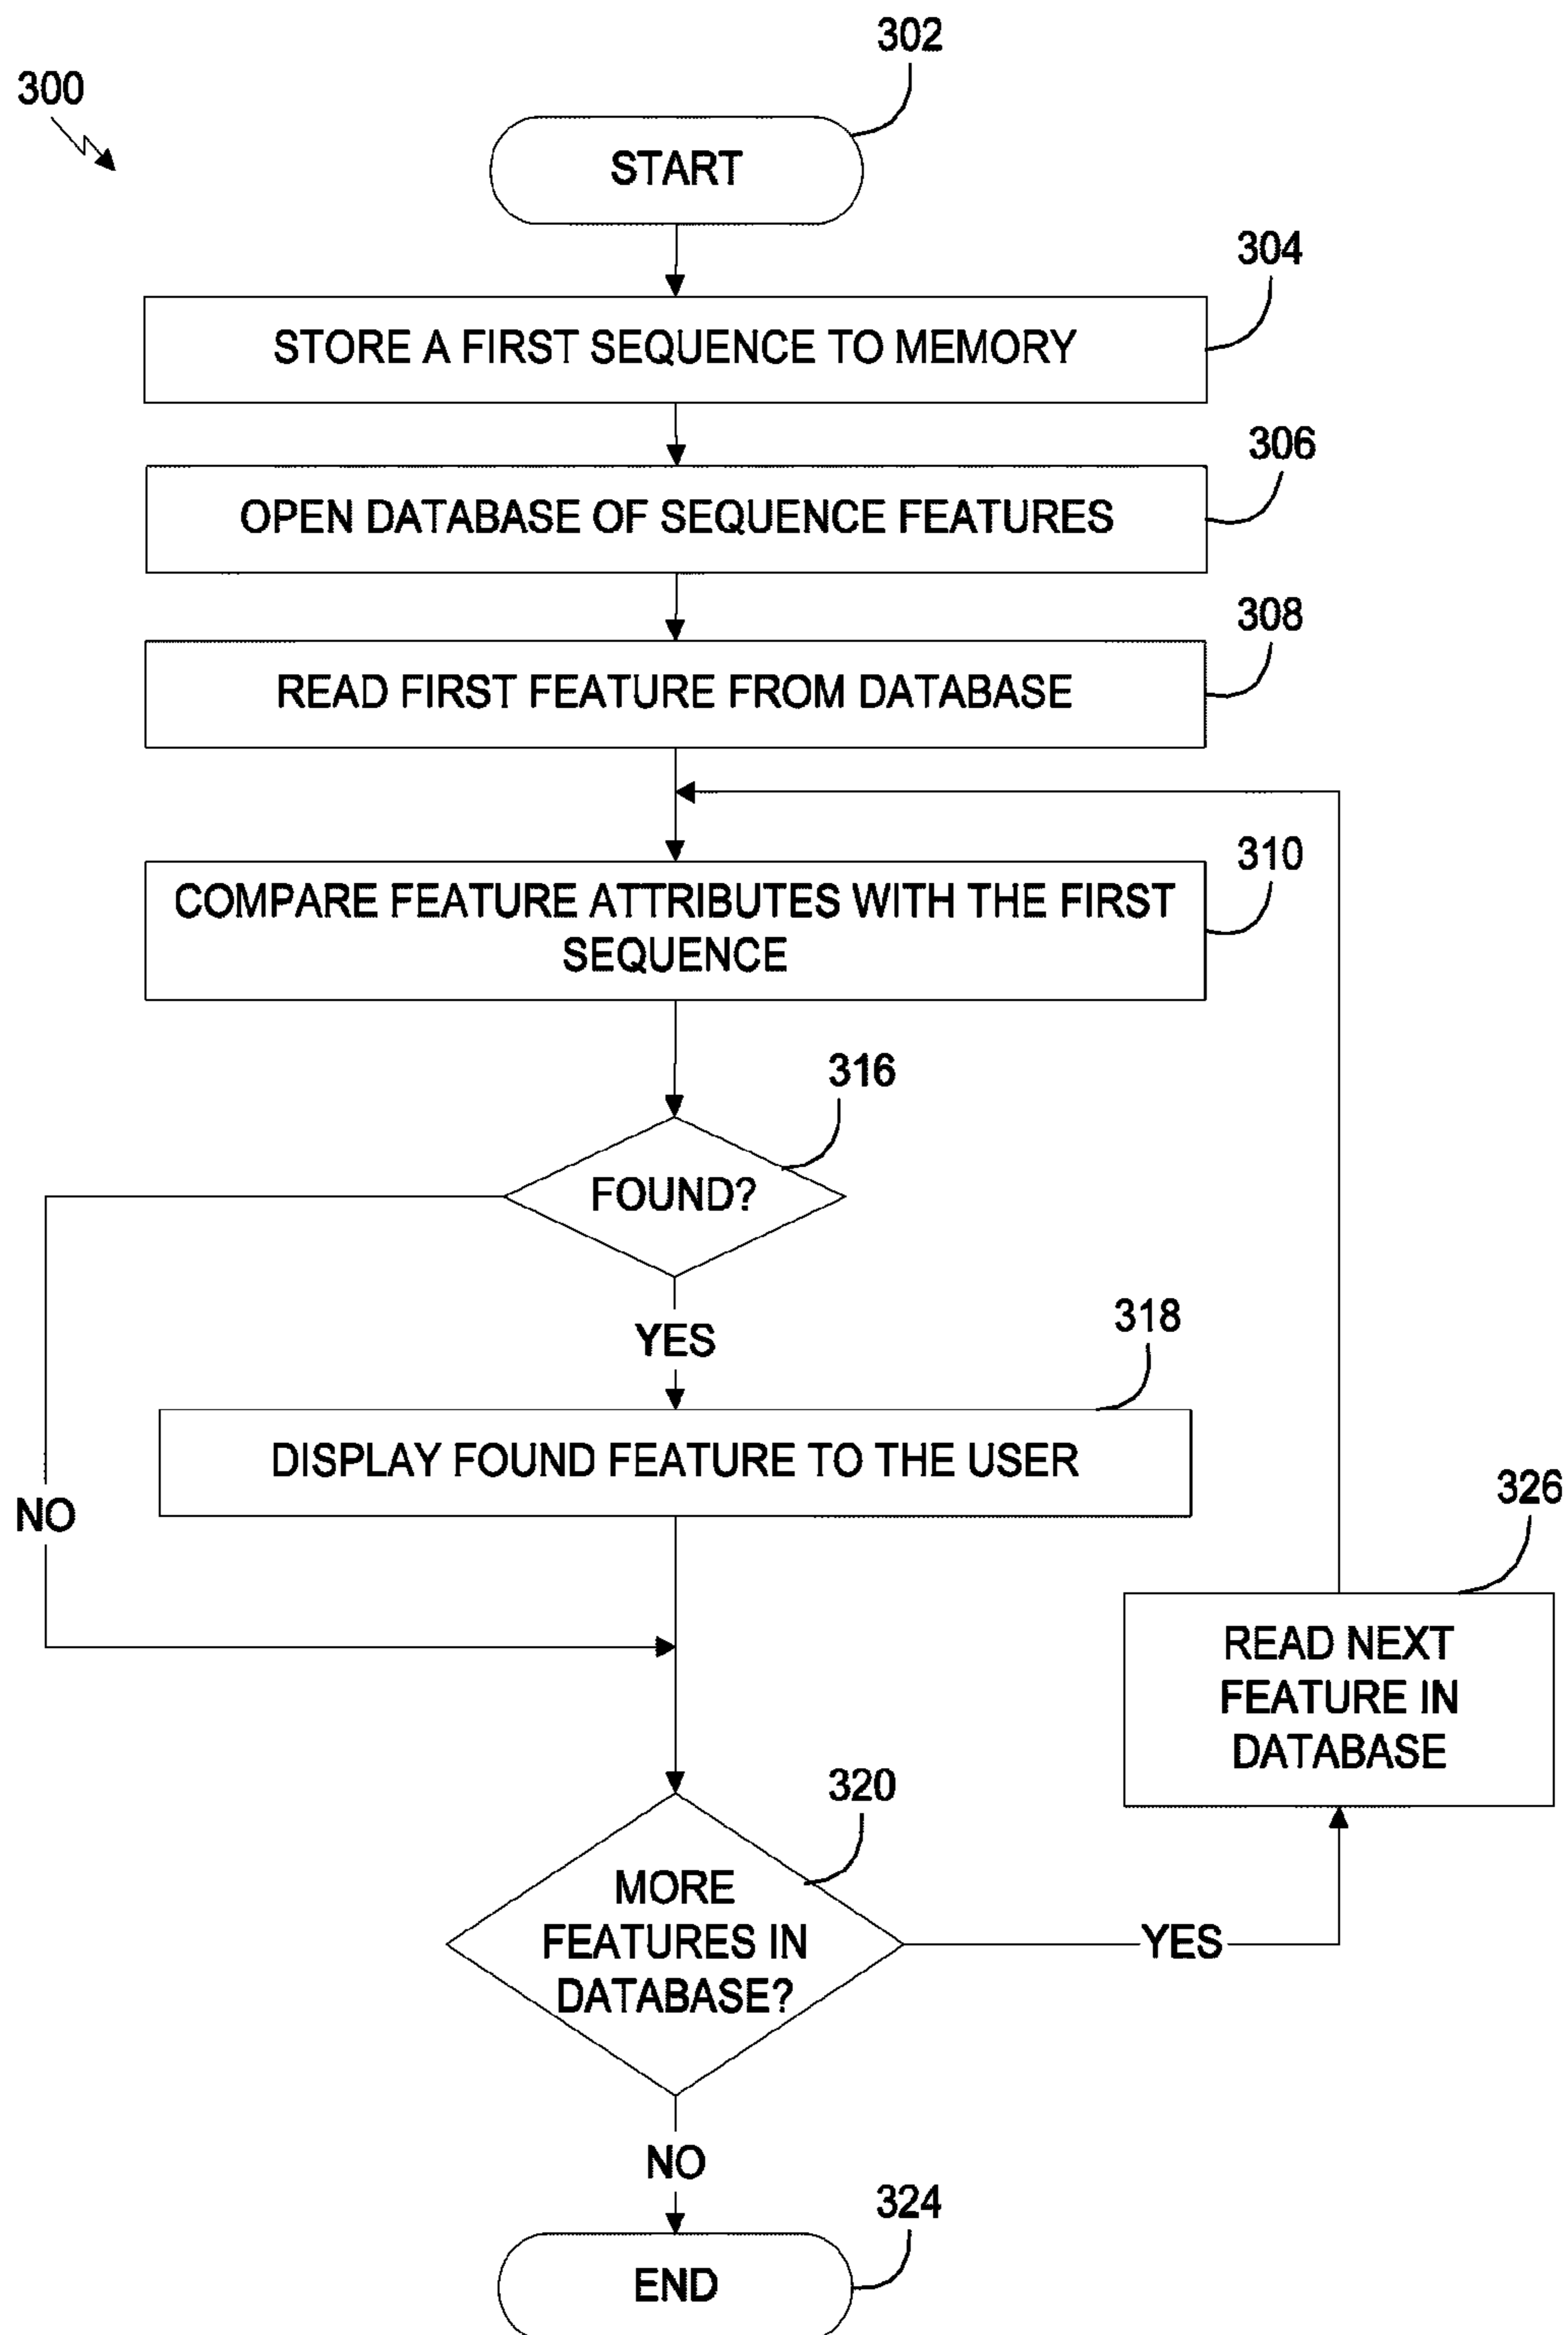 302
300
START
304
STORE A FIRST SEQUENCE TO MEMORY
306
OPEN DATABASE OF SEQUENCE FEATURES
308
READ FIRST FEATURE FROM DATABASE
310
COMPARE FEATURE ATTRIBUTES WITH THE FIRST
SEQUENCE
316
FOUND?
YES
318
DISPLAY FOUND FEATURE TO THE USER
NO
326
READ NEXT
FEATURE IN
DATABASE
320
MORE
FEATURES IN
DATABASE?
YES
NO
324
END